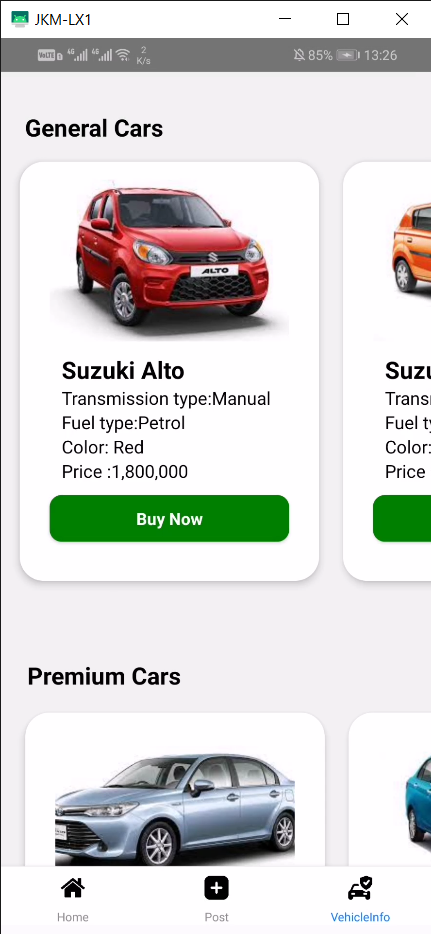 JKM-LX1
VoLTE 4G 4G 2 K/s 85% 13:26
General Cars
ALTO
Suzuki Alto
Transmission type:Manual
Fuel type:Petrol
Color: Red
Price :1,800,000
Buy Now
Suzu
Transm
Fuel ty
Color:
Price
Premium Cars
Home
Post
VehicleInfo